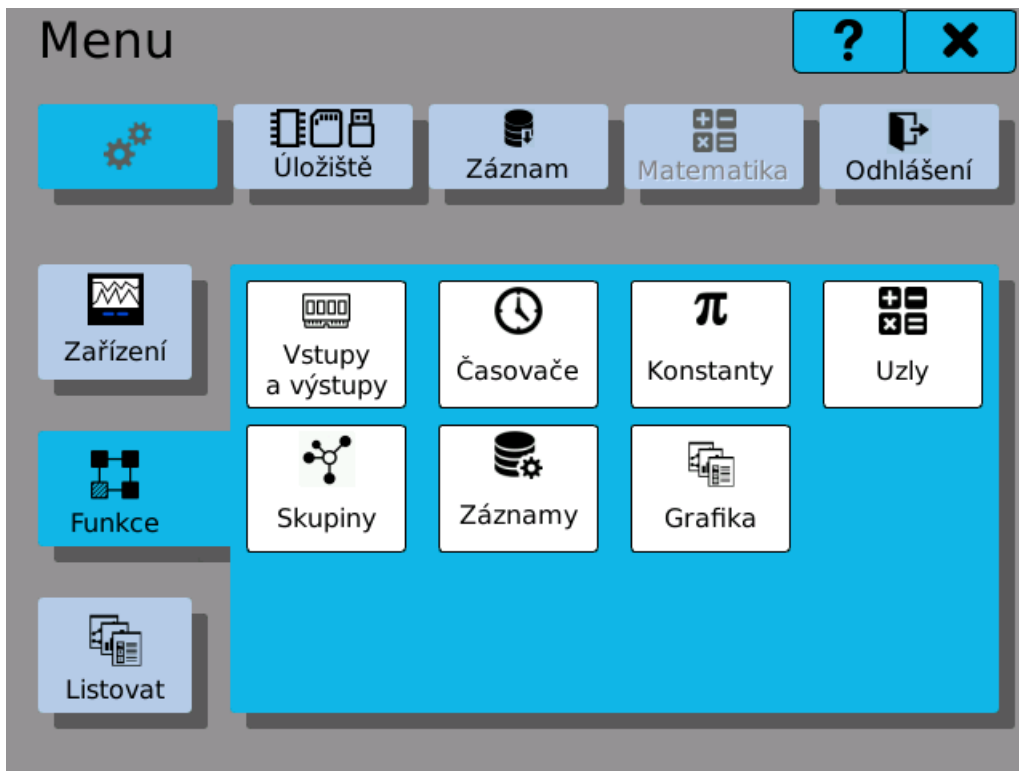 Menu
?
Úložiště
Záznam
Matematika
Odhlášení
Zařízení
Vstupy
a výstupy
Časovače
π
Konstanty
Uzly
Funkce
Skupiny
Záznamy
Grafika
Listovat